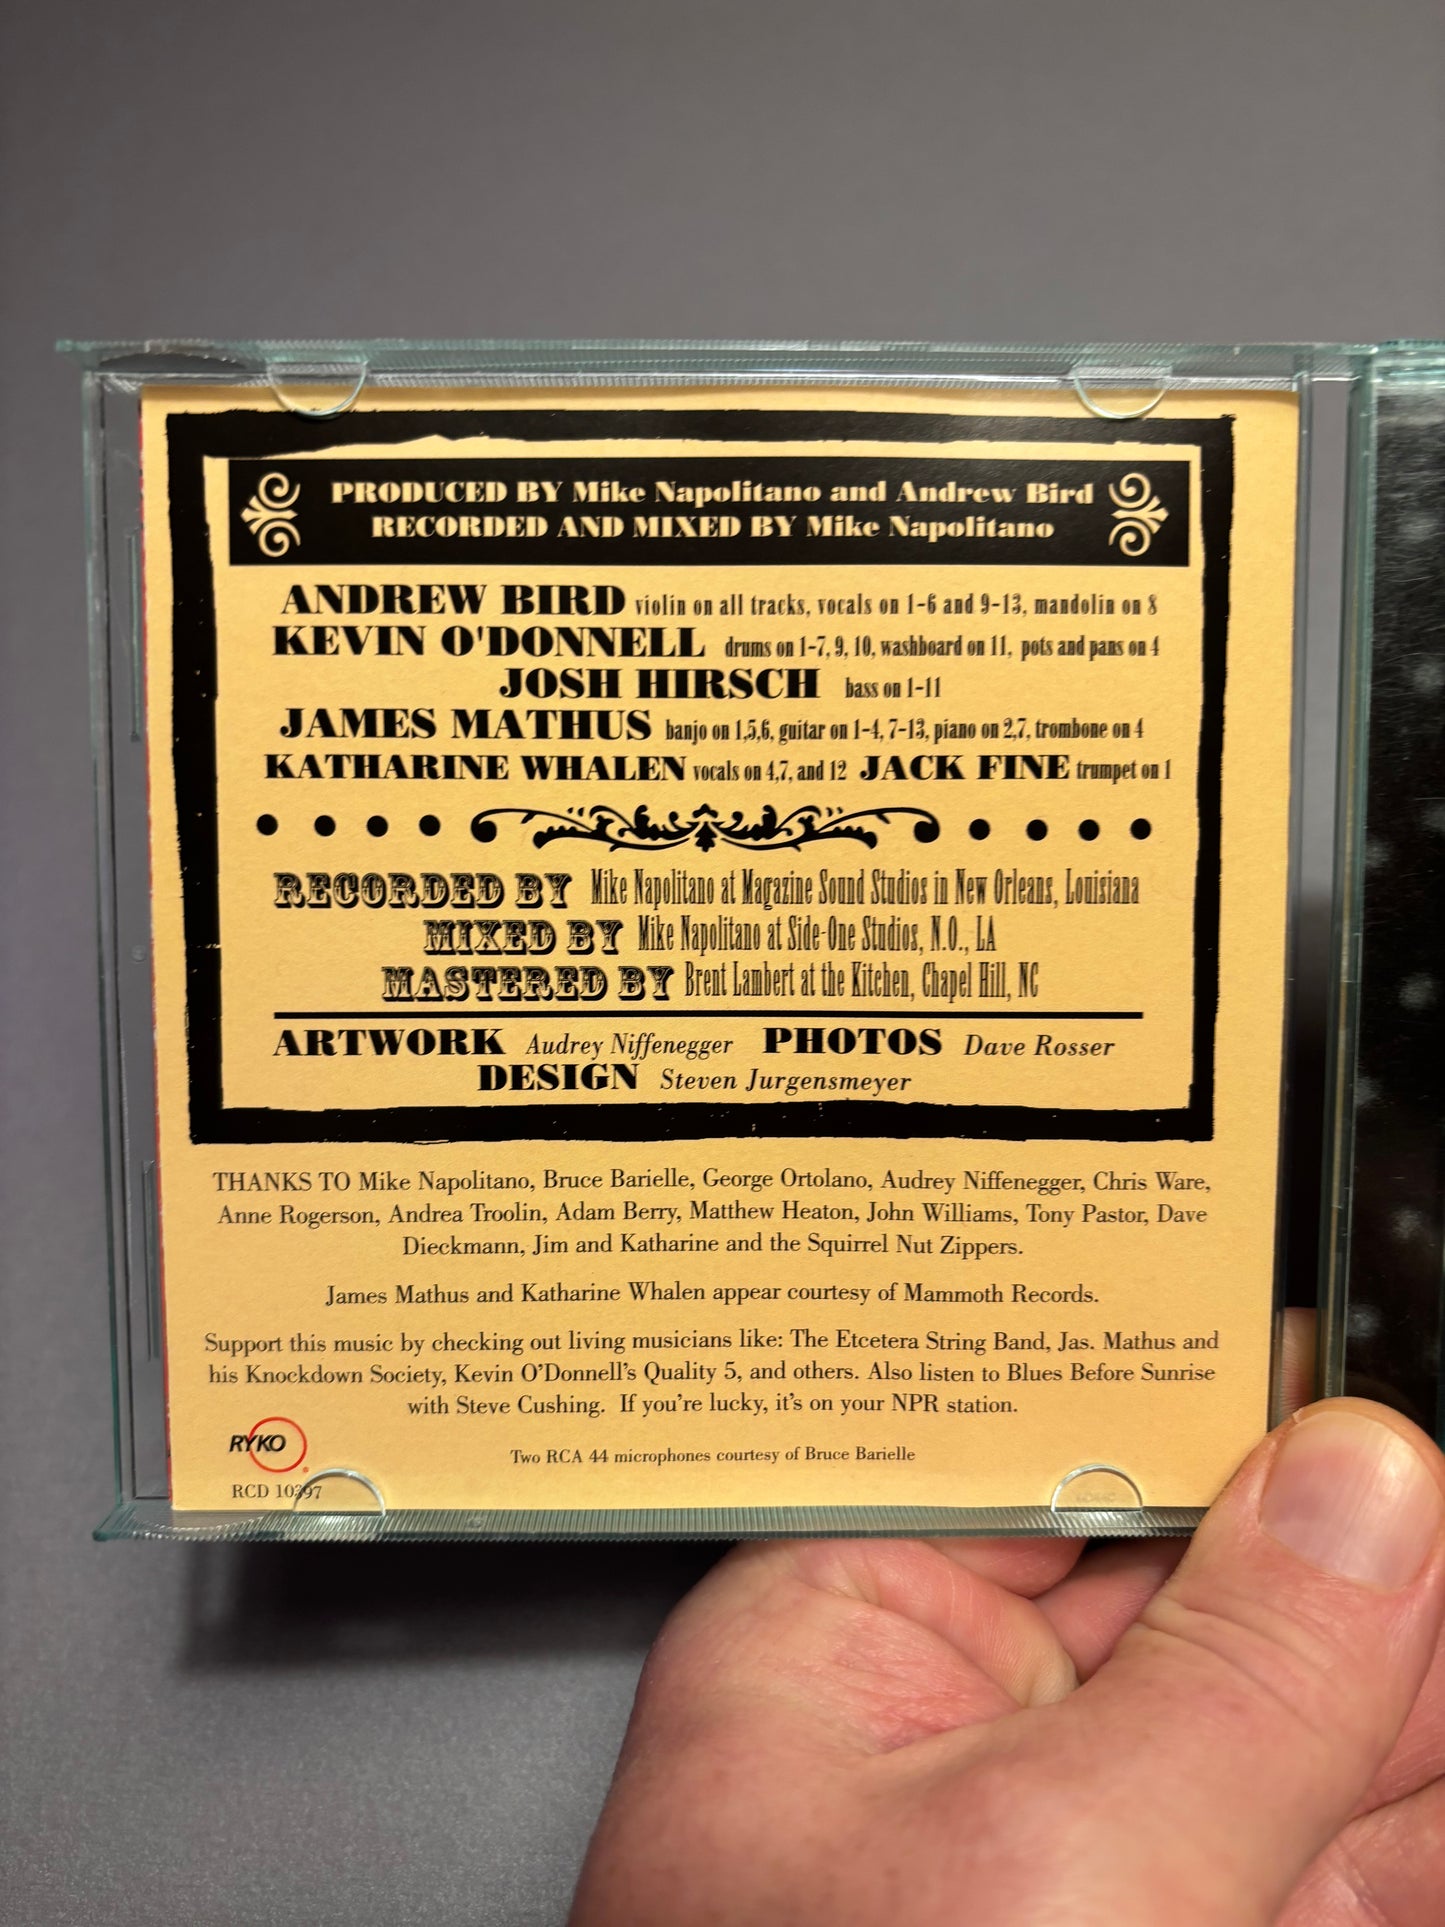 PRODUCED BY Mike Napolitano and Andrew Bird
RECORDED AND MIXED BY Mike Napolitano
ANDREW BIRD violin on all tracks, vocals on 1-6 and 9-13, mandolin on 8
KEVIN O'DONNELL drums on 1-7, 9, 10, washboard on 11, pots and pans on 4
JOSH HIRSCH bass on 1-11
JAMES MATHUS banjo on 1,5,6, guitar on 1-4, 7-13, piano on 2,7, trombone on 4
KATHARINE WHALEN vocals on 4,7, and 12 JACK FINE trumpet on 1
RECORDED BY Mike Napolitano at Magazine Sound Studios in New Orleans, Louisiana
MIXED BY Mike Napolitano at Side-One Studios, N.O., LA
MASTERED BY Brent Lambert at the Kitchen, Chapel Hill, NC
ARTWORK Audrey Niffenegger PHOTOS Dave Rosser
DESIGN Steven Jurgensmeyer
THANKS TO Mike Napolitano, Bruce Barielle, George Ortolano, Audrey Niffenegger, Chris Ware,
Anne Rogerson, Andrea Troolin, Adam Berry, Matthew Heaton, John Williams, Tony Pastor, Dave
Dieckmann, Jim and Katharine and the Squirrel Nut Zippers.
James Mathus and Katharine Whalen appear courtesy of Mammoth Records.
Support this music by checking out living musicians like: The Etcetera String Band, Jas. Mathus and
his Knockdown Society, Kevin O’Donnell’s Quality 5, and others. Also listen to Blues Before Sunrise
with Steve Cushing. If you’re lucky, it’s on your NPR station.
RYKO
Two RCA 44 microphones courtesy of Bruce Barielle
RCD 10397